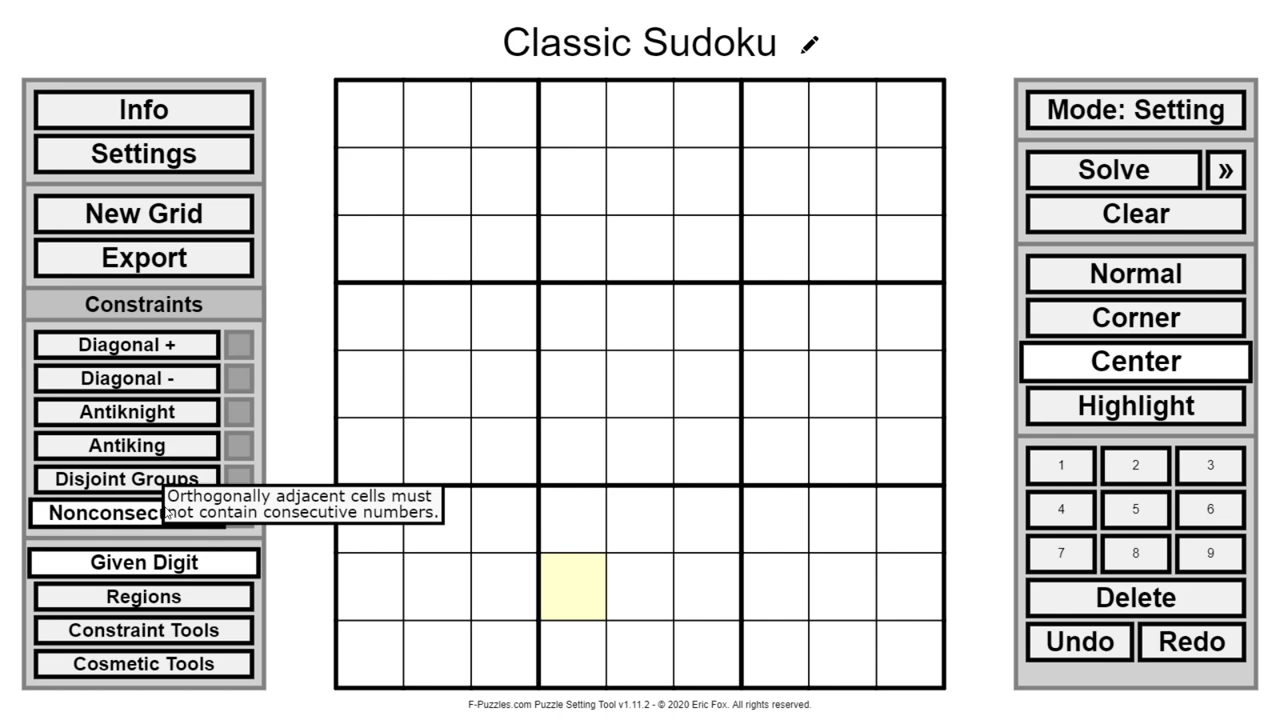 Classic Sudoku
Info
Settings
New Grid
Export
Constraints
Diagonal +
Diagonal -
Antiknight
Antiking
Disjoint Groups
Orthogonally adjacent cells must
not contain consecutive numbers.
Given Digit
Regions
Constraint Tools
Cosmetic Tools
Mode: Setting
Solve »
Clear
Normal
Corner
Center
Highlight
1 2 3
4 5 6
7 8 9
Delete
Undo Redo
F-Puzzles.com Puzzle Setting Tool v1.11.2 - © 2020 Eric Fox. All rights reserved.